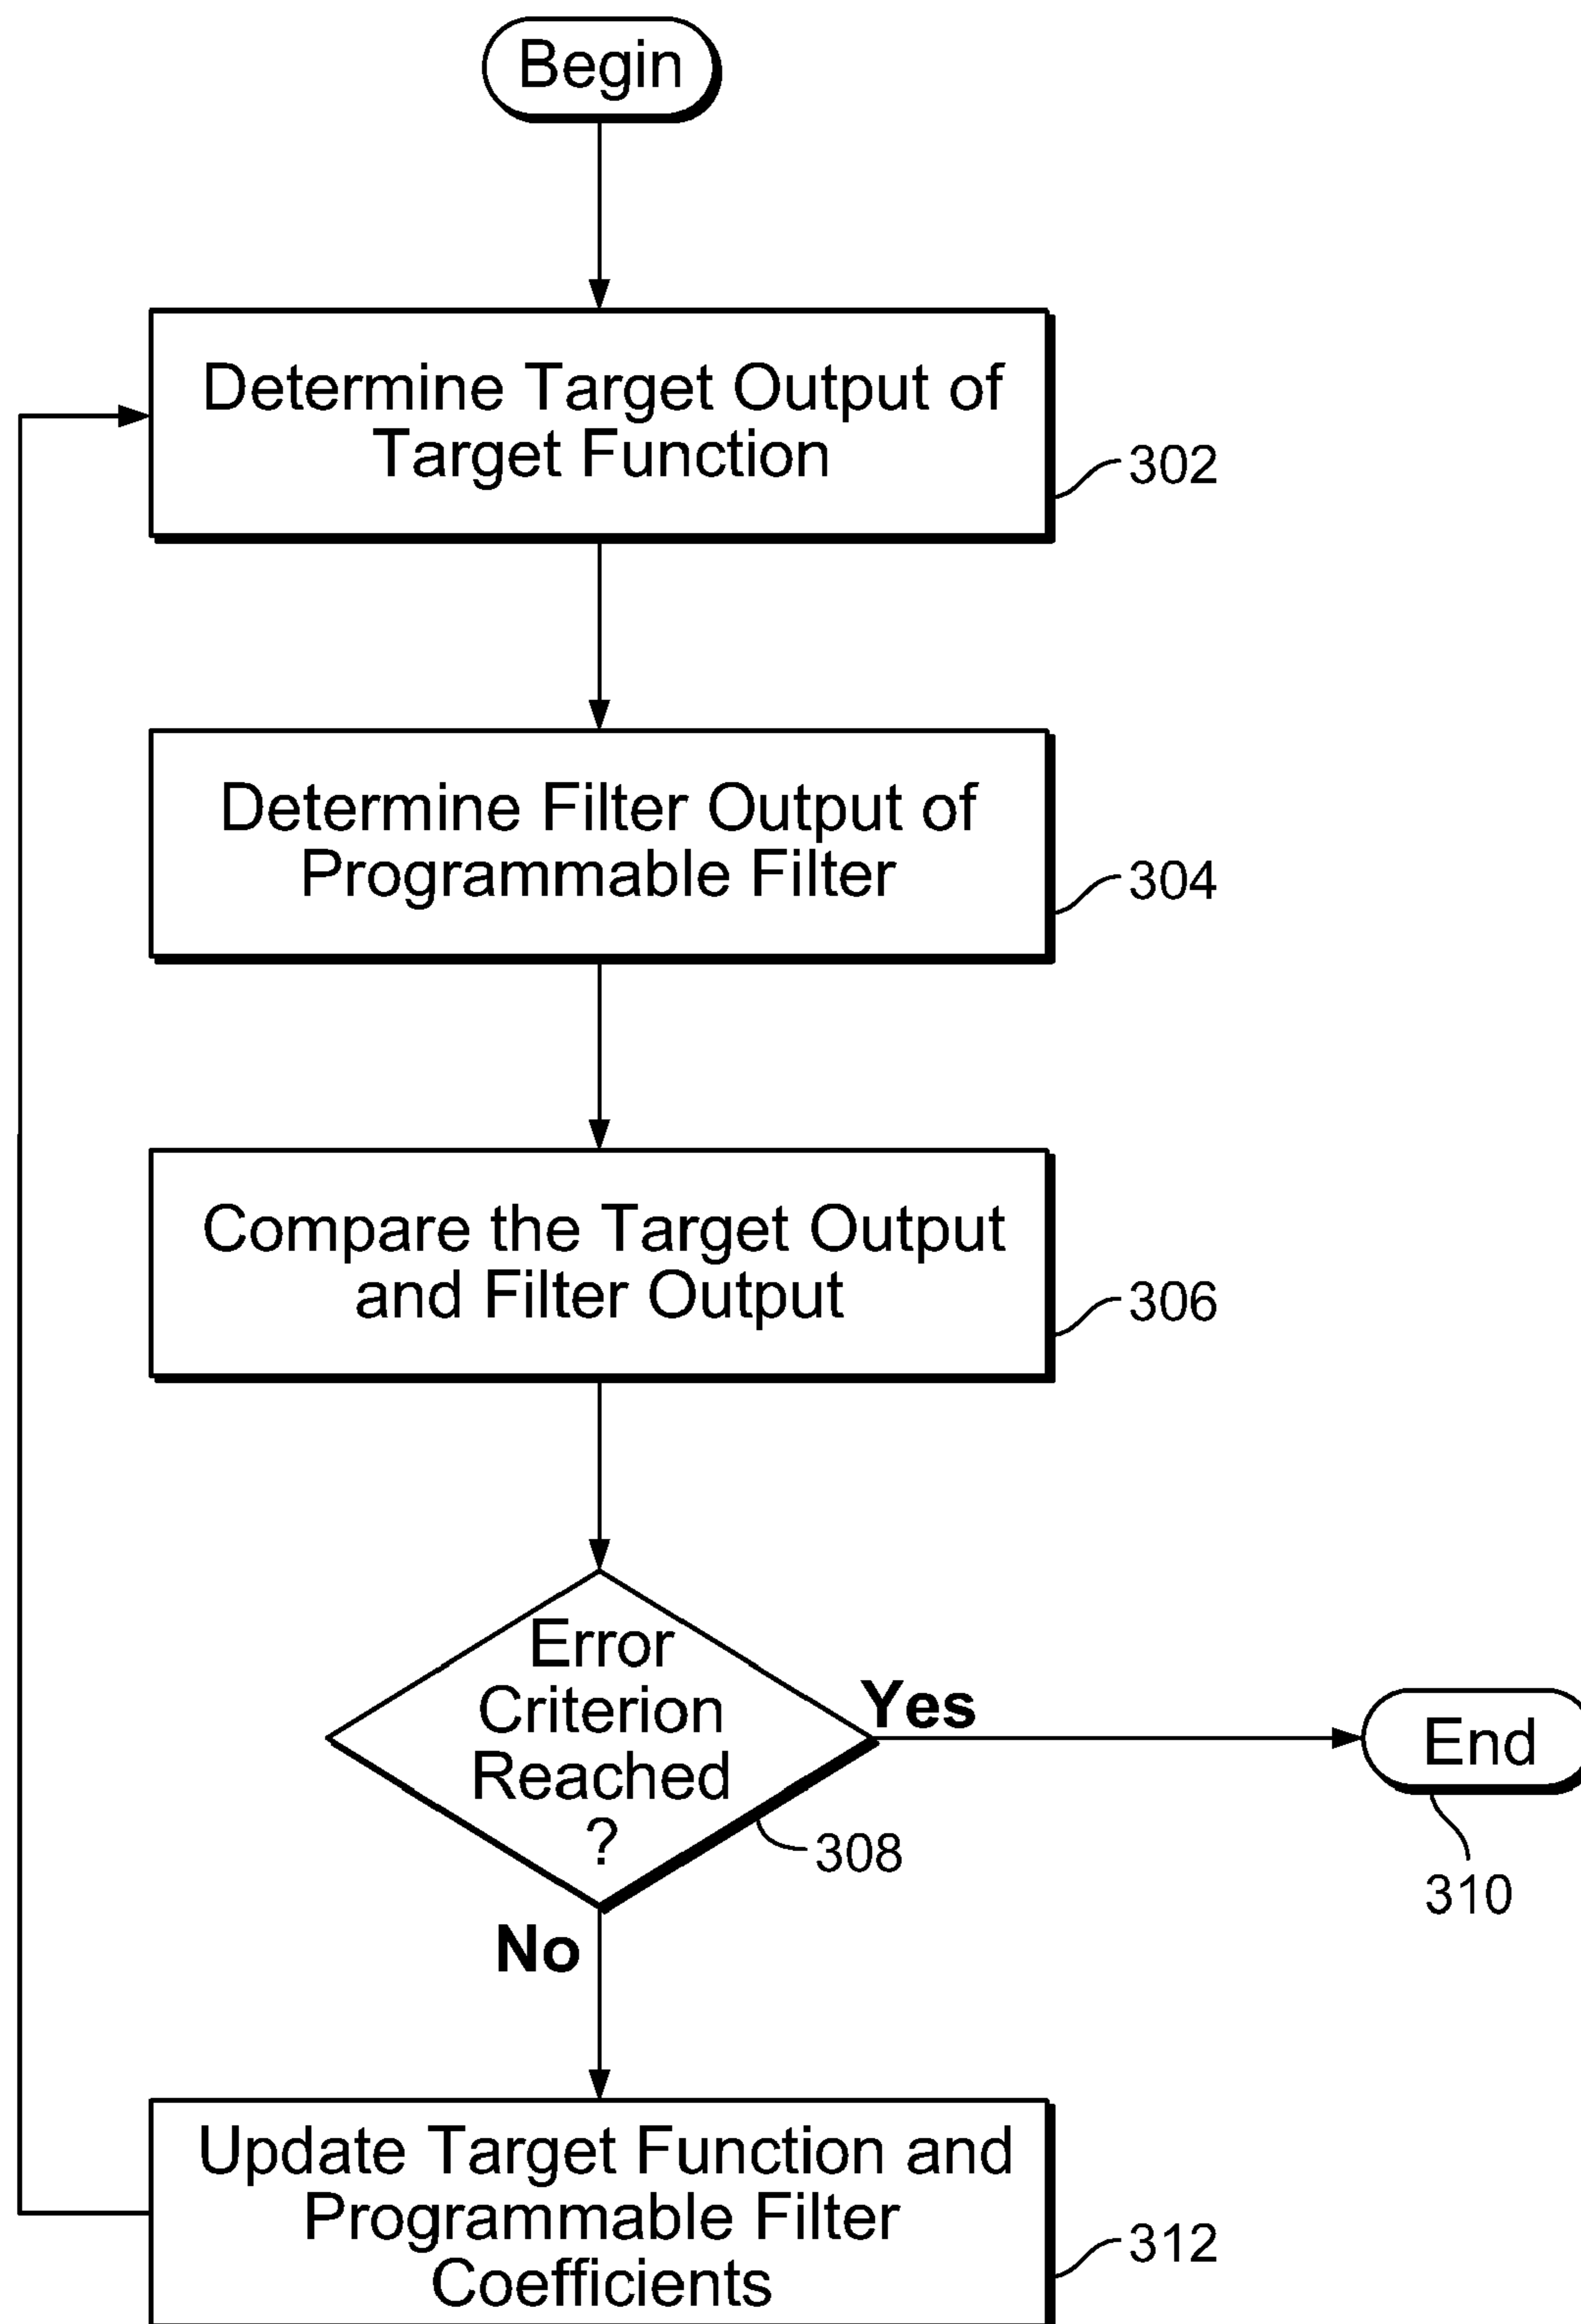 Begin
Determine Target Output of
Target Function
302
Determine Filter Output of
Programmable Filter
304
Compare the Target Output
and Filter Output
306
Error
Criterion
Reached
?
308
Yes
End
310
No
Update Target Function and
Programmable Filter
Coefficients
312